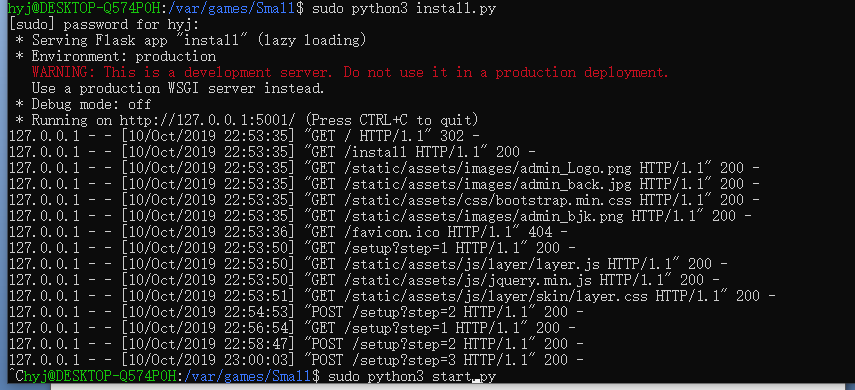 hyj@DESKTOP-Q574P0H:/var/games/Small$ sudo python3 install.py
[sudo] password for hyj:
 * Serving Flask app "install" (lazy loading)
 * Environment: production
   WARNING: This is a development server. Do not use it in a production deployment.
   Use a production WSGI server instead.
 * Debug mode: off
 * Running on http://127.0.0.1:5001/ (Press CTRL+C to quit)
127.0.0.1 - - [10/Oct/2019 22:53:35] "GET / HTTP/1.1" 302 -
127.0.0.1 - - [10/Oct/2019 22:53:35] "GET /install HTTP/1.1" 200 -
127.0.0.1 - - [10/Oct/2019 22:53:35] "GET /static/assets/images/admin_Logo.png HTTP/1.1" 200 -
127.0.0.1 - - [10/Oct/2019 22:53:35] "GET /static/assets/images/admin_back.jpg HTTP/1.1" 200 -
127.0.0.1 - - [10/Oct/2019 22:53:35] "GET /static/assets/css/bootstrap.min.css HTTP/1.1" 200 -
127.0.0.1 - - [10/Oct/2019 22:53:35] "GET /static/assets/images/admin_bjk.png HTTP/1.1" 200 -
127.0.0.1 - - [10/Oct/2019 22:53:36] "GET /favicon.ico HTTP/1.1" 404 -
127.0.0.1 - - [10/Oct/2019 22:53:50] "GET /setup?step=1 HTTP/1.1" 200 -
127.0.0.1 - - [10/Oct/2019 22:53:50] "GET /static/assets/js/layer/layer.js HTTP/1.1" 200 -
127.0.0.1 - - [10/Oct/2019 22:53:50] "GET /static/assets/js/jquery.min.js HTTP/1.1" 200 -
127.0.0.1 - - [10/Oct/2019 22:53:51] "GET /static/assets/js/layer/skin/layer.css HTTP/1.1" 200 -
127.0.0.1 - - [10/Oct/2019 22:54:53] "POST /setup?step=2 HTTP/1.1" 200 -
127.0.0.1 - - [10/Oct/2019 22:56:54] "GET /setup?step=1 HTTP/1.1" 200 -
127.0.0.1 - - [10/Oct/2019 22:58:47] "POST /setup?step=2 HTTP/1.1" 200 -
127.0.0.1 - - [10/Oct/2019 23:00:03] "POST /setup?step=3 HTTP/1.1" 200 -
^Chyj@DESKTOP-Q574P0H:/var/games/Small$ sudo python3 start.py